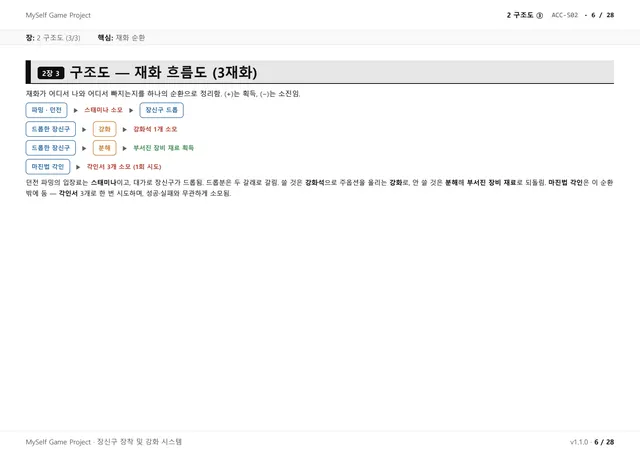 MySelf Game Project
2 구조도 ③ ACC-S02 • 6 / 28
장: 2 구조도 (3/3) 핵심: 재화 순환
2장 3 구조도 — 재화 흐름도 (3재화)
재화가 어디서 나와 어디서 빠지는지를 하나의 순환으로 정리함. (+)는 획득, (−)는 소진임.
파밍 · 던전 ▶ 스태미나 소모 ▶ 장신구 드롭
드롭한 장신구 ▶ 강화 ▶ 강화석 1개 소모
드롭한 장신구 ▶ 분해 ▶ 부서진 장비 재료 획득
마진법 각인 ▶ 각인서 3개 소모 (1회 시도)
던전 파밍의 입장료는 스태미나이고, 대가로 장신구가 드롭됨. 드롭분은 두 갈래로 갈림. 쓸 것은 강화석으로 주옵션을 올리는 강화로, 안 쓸 것은 분해해 부서진 장비 재료로 되돌림. 마진법 각인은 이 순환
밖에 둠 — 각인서 3개로 한 번 시도하며, 성공·실패와 무관하게 소모됨.
MySelf Game Project · 장신구 장착 및 강화 시스템
v1.1.0 · 6 / 28